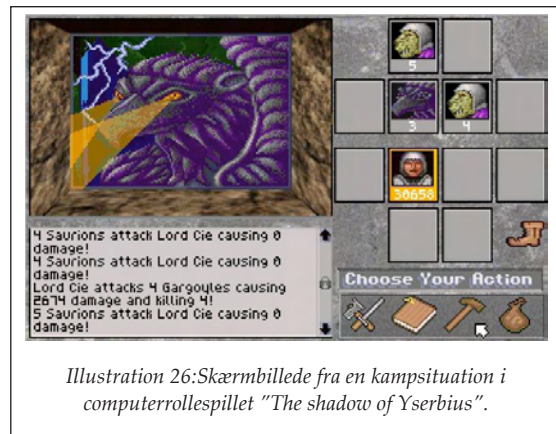 5
3
4
30658
4 Saurions attack Lord Cie causing 0
damage!
4 Saurions attack Lord Cie causing 0
damage!
Lord Cie attacks 4 Gargoyles causing
2674 damage and killing 4!
5 Saurions attack Lord Cie causing 0
damage!
Choose Your Action
Illustration 26:Skærmbillede fra en kampsituation i
computerrollespillet ”The shadow of Yserbius”.